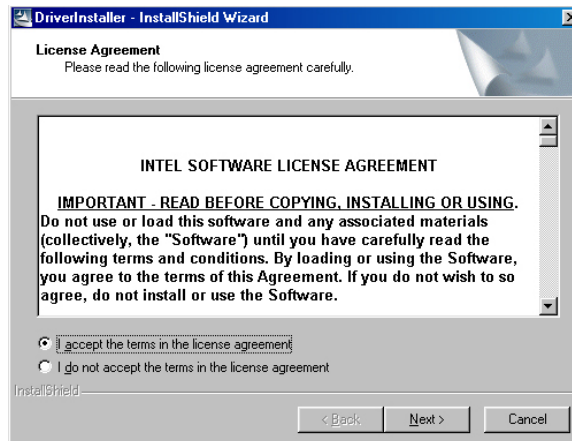 DriverInstaller - InstallShield Wizard
License Agreement
Please read the following license agreement carefully.
INTEL SOFTWARE LICENSE AGREEMENT
IMPORTANT - READ BEFORE COPYING, INSTALLING OR USING.
Do not use or load this software and any associated materials
(collectively, the "Software") until you have carefully read the
following terms and conditions. By loading or using the Software,
you agree to the terms of this Agreement. If you do not wish to so
agree, do not install or use the Software.
I accept the terms in the license agreement
I do not accept the terms in the license agreement
InstallShield
< Back
Next >
Cancel